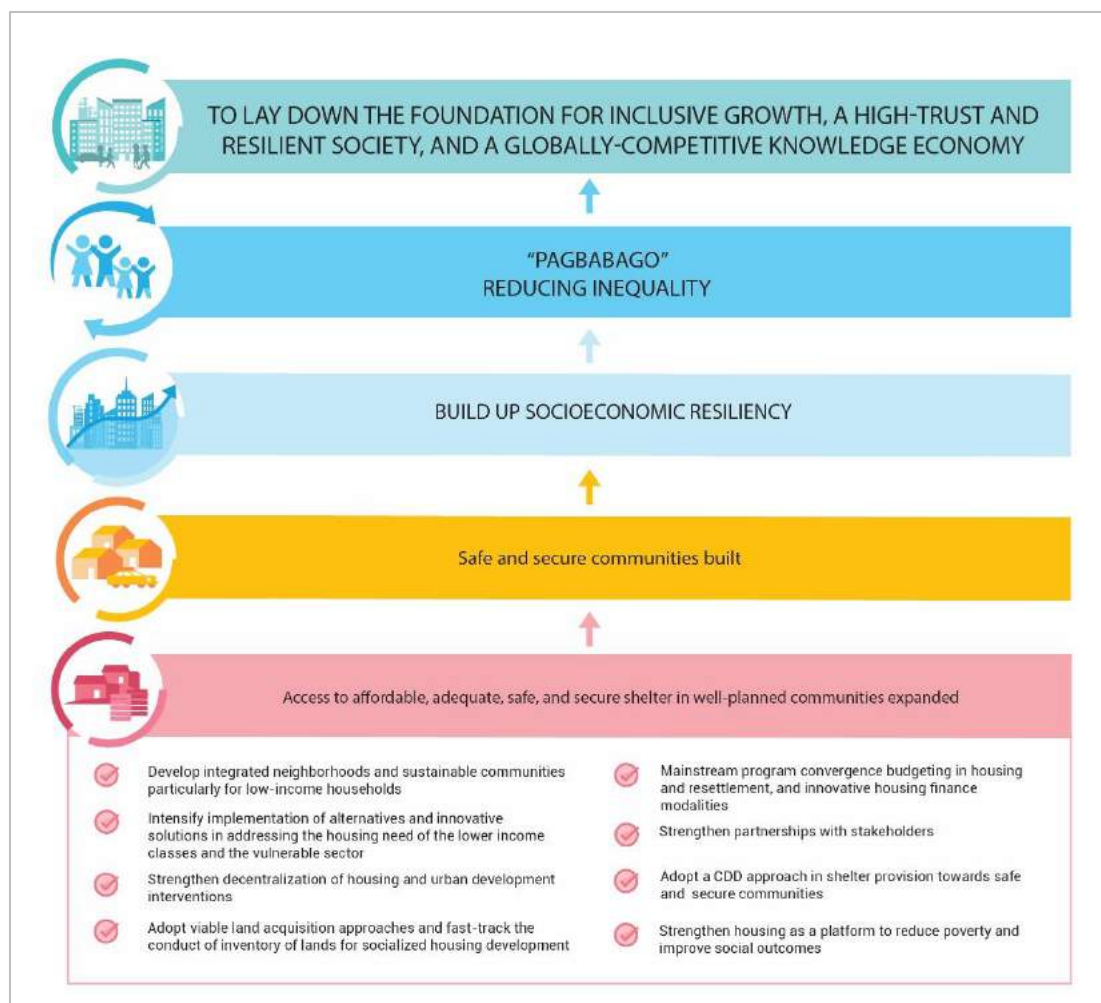 TO LAY DOWN THE FOUNDATION FOR INCLUSIVE GROWTH, A HIGH-TRUST AND
RESILIENT SOCIETY, AND A GLOBALLY-COMPETITIVE KNOWLEDGE ECONOMY
“PAGBABAGO”
REDUCING INEQUALITY
BUILD UP SOCIOECONOMIC RESILIENCY
Safe and secure communities built
Access to affordable, adequate, safe, and secure shelter in well-planned communities expanded
Develop integrated neighborhoods and sustainable communities
particularly for low-income households
Intensify implementation of alternatives and innovative
solutions in addressing the housing need of the lower income
classes and the vulnerable sector
Strengthen decentralization of housing and urban development
interventions
Adopt viable land acquisition approaches and fast-track the
conduct of inventory of lands for socialized housing development
Mainstream program convergence budgeting in housing
and resettlement, and innovative housing finance
modalities
Strengthen partnerships with stakeholders
Adopt a CDD approach in shelter provision towards safe
and secure communities
Strengthen housing as a platform to reduce poverty and
improve social outcomes